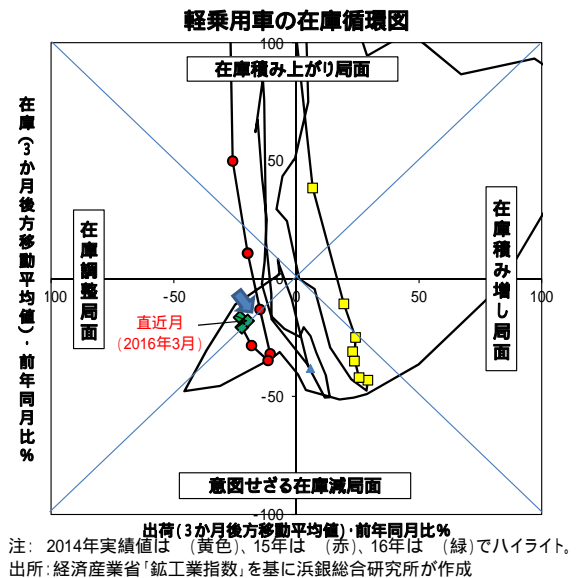 軽乗用車の在庫循環図
100
在庫積み上がり局面
50
在庫(3か月後方移動平均値)・前年同月比%
在庫調整局面
在庫積み増し局面
100
-50
0
0
50
100
直近月
(2016年3月)
-50
意図せざる在庫減局面
-100
出荷(3か月後方移動平均値)・前年同月比%
注: 2014年実績値は (黄色)、15年は (赤)、16年は (緑)でハイライト。
出所:経済産業省「鉱工業指数」を基に浜銀総合研究所が作成